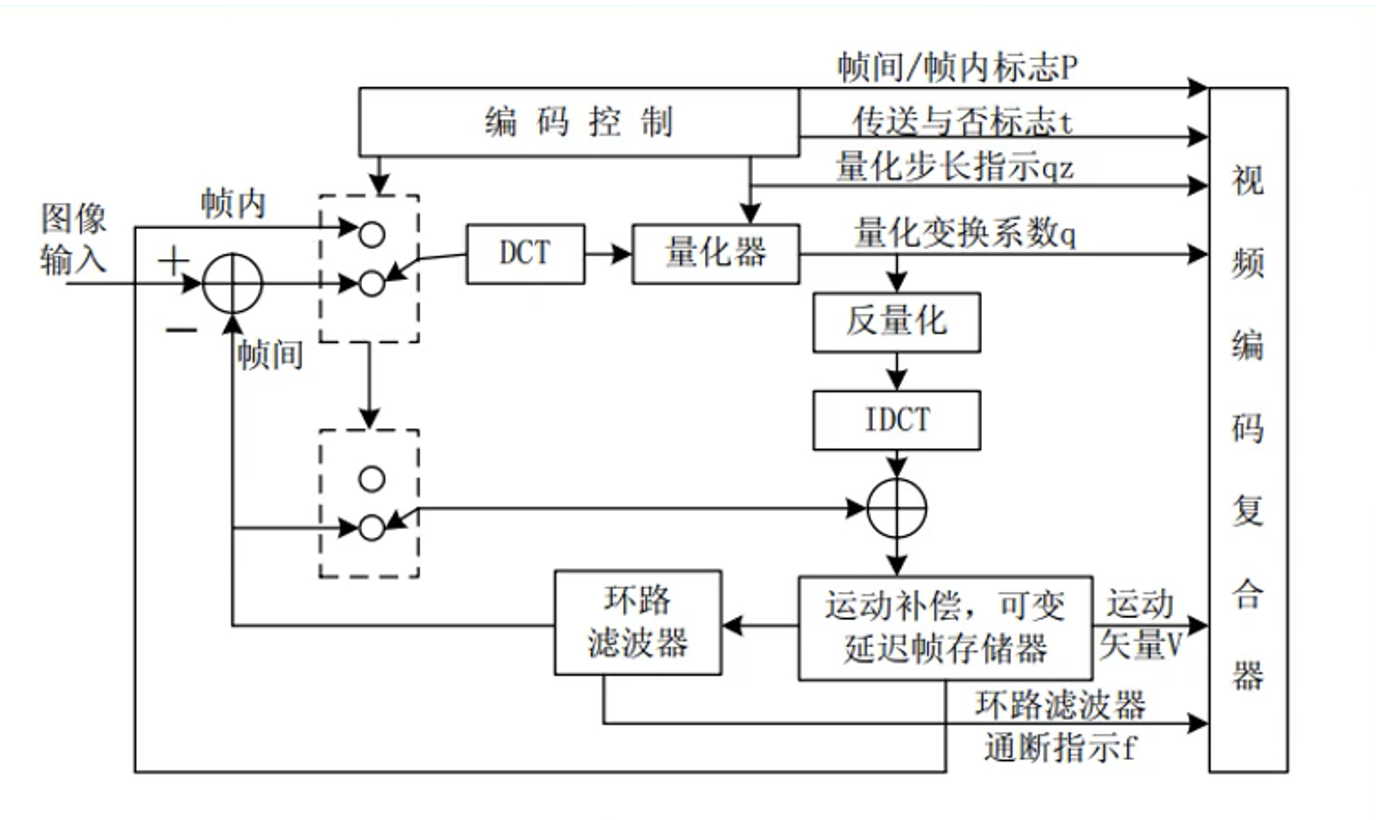 帧间/帧内标志P
编 码 控 制
传送与否标志t
量化步长指示qz
帧内
图像
输入
+
−
帧间
DCT
量化器
量化变换系数q
反量化
IDCT
环路
滤波器
运动补偿，可变
延迟帧存储器
运动
矢量V
环路滤波器
通断指示f
视
频
编
码
复
合
器